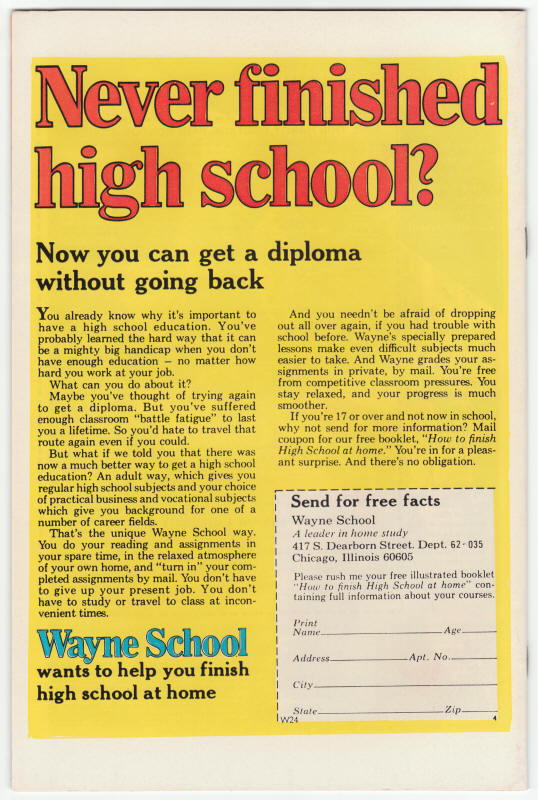 Never finished
high school?
Now you can get a diploma
without going back
You already know why it's important to
have a high school education. You've
probably learned the hard way that it can
be a mighty big handicap when you don't
have enough education – no matter how
hard you work at your job.
What can you do about it?
Maybe you've thought of trying again
to get a diploma. But you've suffered
enough classroom "battle fatigue" to last
you a lifetime. So you'd hate to travel that
route again even if you could.
But what if we told you that there was
now a much better way to get a high school
education? An adult way, which gives you
regular high school subjects and your choice
of practical business and vocational subjects
which give you background for one of a
number of career fields.
That's the unique Wayne School way.
You do your reading and assignments in
your spare time, in the relaxed atmosphere
of your own home, and "turn in" your com-
pleted assignments by mail. You don't have
to give up your present job. You don't
have to study or travel to class at incon-
venient times.
Wayne School
wants to help you finish
high school at home
And you needn't be afraid of dropping
out all over again, if you had trouble with
school before. Wayne's specially prepared
lessons make even difficult subjects much
easier to take. And Wayne grades your as-
signments in private, by mail. You're free
from competitive classroom pressures. You
stay relaxed, and your progress is much
smoother.
If you're 17 or over and not now in school,
why not send for more information? Mail
coupon for our free booklet, "How to finish
High School at home." You're in for a pleas-
ant surprise. And there's no obligation.
Send for free facts
Wayne School
A leader in home study
417 S. Dearborn Street. Dept. 62-035
Chicago, Illinois 60605
Please rush me your free illustrated booklet
"How to finish High School at home" con-
taining full information about your courses.
Print
Name Age
Address Apt. No.
City
State Zip
W24 4